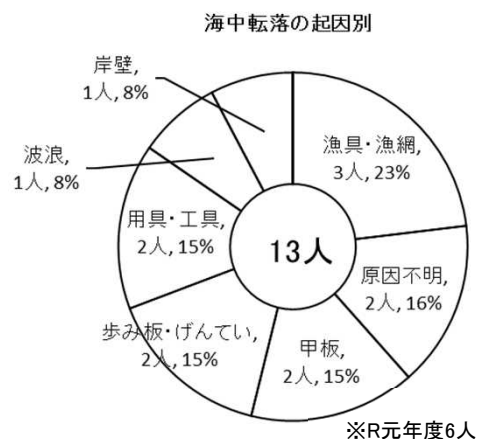 海中転落の起因別
岸壁,
1人, 8%
漁具・漁網,
3人, 23%
波浪,
1人, 8%
用具・工具,
2人, 15%
13人
原因不明,
2人, 16%
歩み板・げんてい,
2人, 15%
甲板,
2人, 15%
※R元年度6人